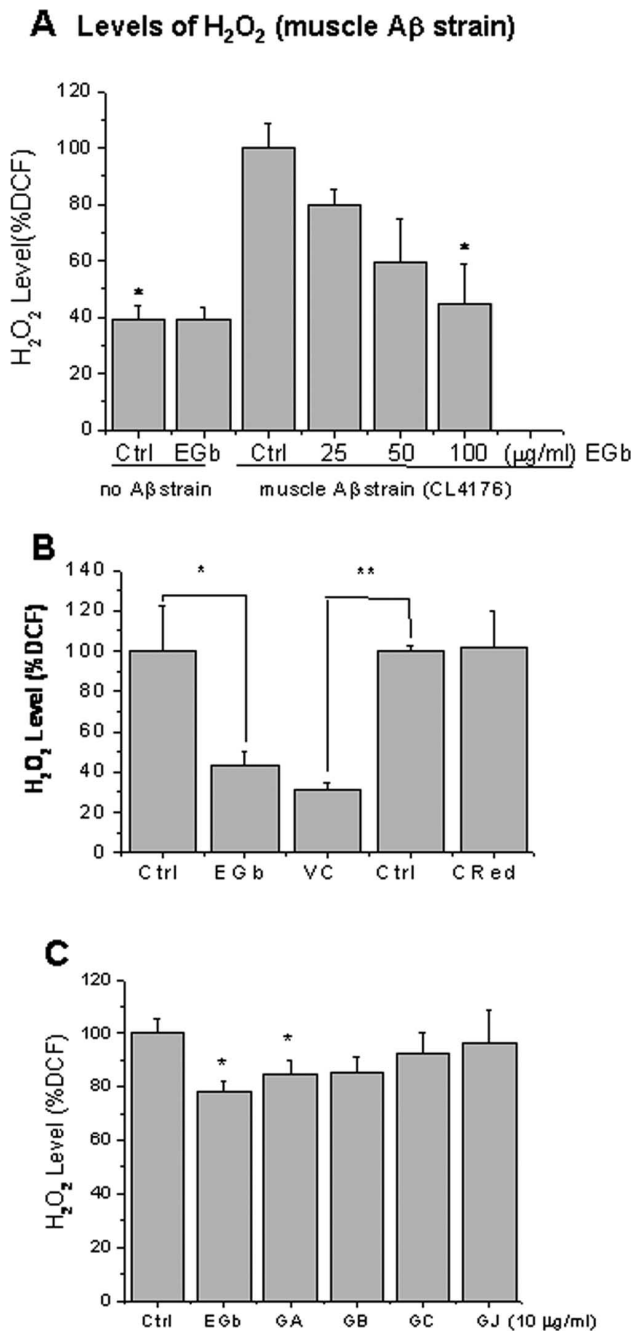 A Levels of H₂O₂ (muscle Aβ strain)
H₂O₂ Level(%DCF)
120
100
80
60
40
20
0
*
*
Ctrl EGb Ctrl 25 50 100 (μg/ml) EGb
no Aβ strain muscle Aβ strain (CL4176)
B
H₂O₂ Level (%DCF)
140
120
100
80
60
40
20
0
* **
Ctrl EGb VC Ctrl CRed
C
H₂O₂ Level (%DCF)
120
100
80
60
40
20
0
* *
Ctrl EGb GA GB GC GJ (10 μg/ml)